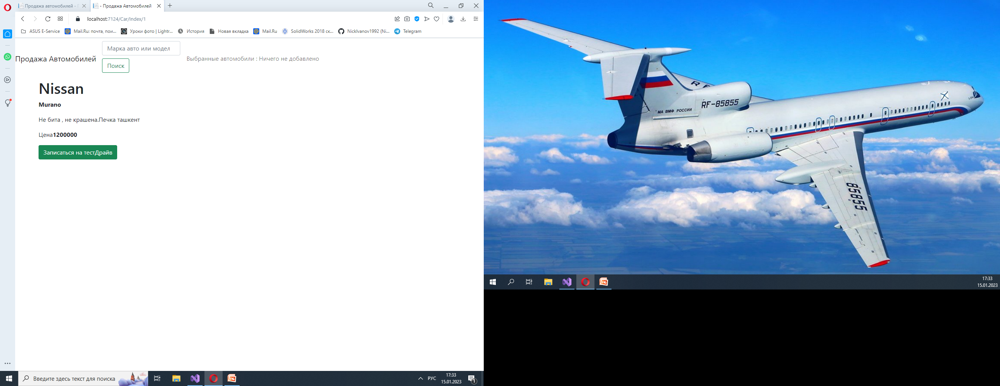 Продажа автомобилей - Г
- Продажа Автомобилей
localhost:7124/Car/Index/1
ASUS E-Service
Mail.Ru: почта, пои...
Уроки фото | Lightr...
История
Новая вкладка
Mail.Ru
SolidWorks 2018 ск...
NickIvanov1992 (Ni...
Telegram
Продажа Автомобилей
Марка авто или модел
Поиск
Выбранные автомобили : Ничего не добавлено
Nissan
Murano
Не бита , не крашена.Печка ташкент
Цена1200000
Записаться на тестДрайв
Введите здесь текст для поиска
РУС
17:33
15.01.2023
1
RF-85855
МА ВМФ РОССИИ
85855
17:33
15.01.2023